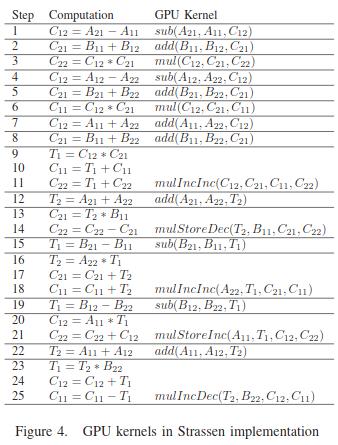 Step Computation GPU Kernel
1 C12 = A21 − A11 sub(A21, A11, C12)
2 C21 = B11 + B12 add(B11, B12, C21)
3 C22 = C12 ∗ C21 mul(C12, C21, C22)
4 C12 = A12 − A22 sub(A12, A22, C12)
5 C21 = B21 + B22 add(B21, B22, C21)
6 C11 = C12 ∗ C21 mul(C12, C21, C11)
7 C12 = A11 + A22 add(A11, A22, C12)
8 C21 = B11 + B22 add(B11, B22, C21)
9 T1 = C12 ∗ C21
10 C11 = T1 + C11
11 C22 = T1 + C22 mulIncInc(C12, C21, C11, C22)
12 T2 = A21 + A22 add(A21, A22, T2)
13 C21 = T2 ∗ B11
14 C22 = C22 − C21 mulStoreDec(T2, B11, C21, C22)
15 T1 = B21 − B11 sub(B21, B11, T1)
16 T2 = A22 ∗ T1
17 C21 = C21 + T2
18 C11 = C11 + T2 mulIncInc(A22, T1, C21, C11)
19 T1 = B12 − B22 sub(B12, B22, T1)
20 C12 = A11 ∗ T1
21 C22 = C22 + C12 mulStoreInc(A11, T1, C12, C22)
22 T2 = A11 + A12 add(A11, A12, T2)
23 T1 = T2 ∗ B22
24 C12 = C12 + T1
25 C11 = C11 − T1 mulIncDec(T2, B22, C12, C11)
Figure 4. GPU kernels in Strassen implementation